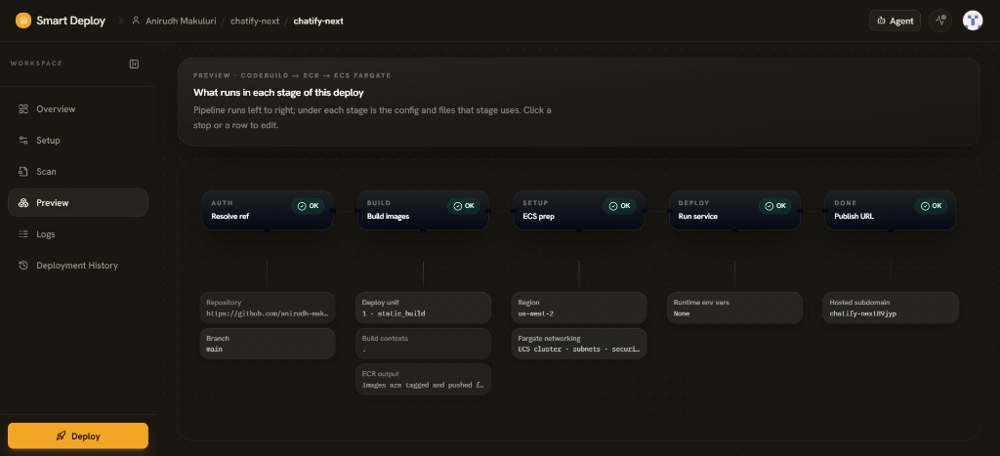 Smart Deploy
Anirudh Makuluri / chatify-next / chatify-next
Agent
WORKSPACE
Overview
Setup
Scan
Preview
Logs
Deployment History
Deploy
PREVIEW · CODEBUILD → ECR → ECS FARGATE
What runs in each stage of this deploy
Pipeline runs left to right; under each stage is the config and files that stage uses. Click a
step or a row to edit.
AUTH
Resolve ref
OK
BUILD
Build images
OK
SETUP
ECS prep
OK
DEPLOY
Run service
OK
DONE
Publish URL
OK
Repository
https://github.com/anirudh-mak…
Branch
main
Deploy unit
1 - static_build
Build contexts
.
ECR output
Images are tagged and pushed f…
Region
us-west-2
Fargate networking
ECS cluster - subnets - securi…
Runtime env vars
None
Hosted subdomain
chatify-next89jyp